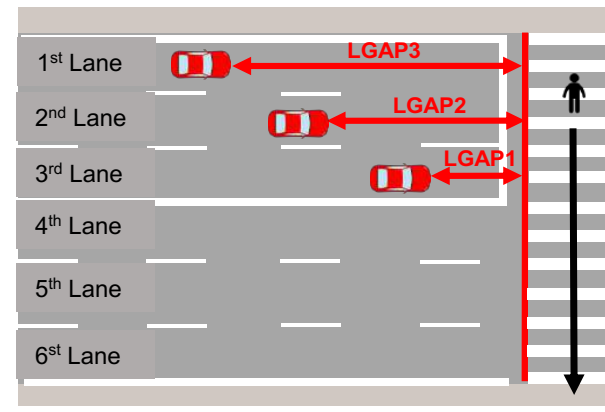 1st Lane
LGAP3
2nd Lane
LGAP2
3rd Lane
LGAP1
4th Lane
5th Lane
6st Lane